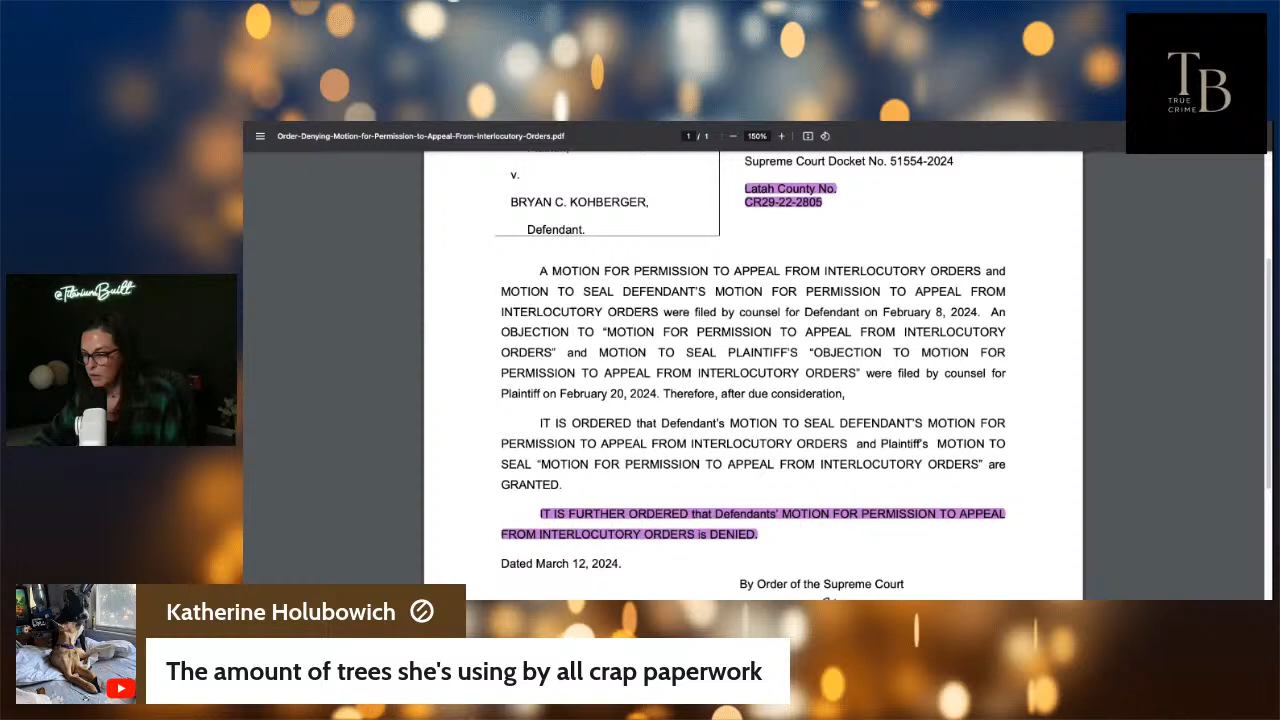 TB
TRUE
CRIME
Order-Denying-Motion-for-Permission-to-Appeal-From-Interlocutory-Orders.pdf
1 / 1
150%
Supreme Court Docket No. 51554-2024
v.
Latah County No.
CR29-22-2805
BRYAN C. KOHBERGER,
Defendant.
A MOTION FOR PERMISSION TO APPEAL FROM INTERLOCUTORY ORDERS and
MOTION TO SEAL DEFENDANT'S MOTION FOR PERMISSION TO APPEAL FROM
INTERLOCUTORY ORDERS were filed by counsel for Defendant on February 8, 2024. An
OBJECTION TO “MOTION FOR PERMISSION TO APPEAL FROM INTERLOCUTORY
ORDERS” and MOTION TO SEAL PLAINTIFF'S “OBJECTION TO MOTION FOR
PERMISSION TO APPEAL FROM INTERLOCUTORY ORDERS” were filed by counsel for
Plaintiff on February 20, 2024. Therefore, after due consideration,
IT IS ORDERED that Defendant's MOTION TO SEAL DEFENDANT'S MOTION FOR
PERMISSION TO APPEAL FROM INTERLOCUTORY ORDERS and Plaintiff's MOTION TO
SEAL “MOTION FOR PERMISSION TO APPEAL FROM INTERLOCUTORY ORDERS” are
GRANTED.
IT IS FURTHER ORDERED that Defendants' MOTION FOR PERMISSION TO APPEAL
FROM INTERLOCUTORY ORDERS is DENIED.
Dated March 12, 2024.
By Order of the Supreme Court
@TitaniumBuilt
Katherine Holubowich
The amount of trees she's using by all crap paperwork